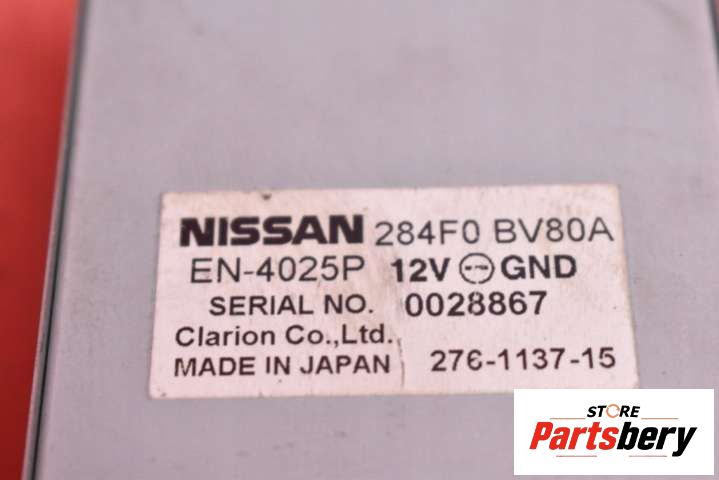 NISSAN 284F0 BV80A
EN-4025P 12V ⊝ GND
SERIAL NO. 0028867
Clarion Co.,Ltd.
MADE IN JAPAN 276-1137-15
STORE
Partsbery